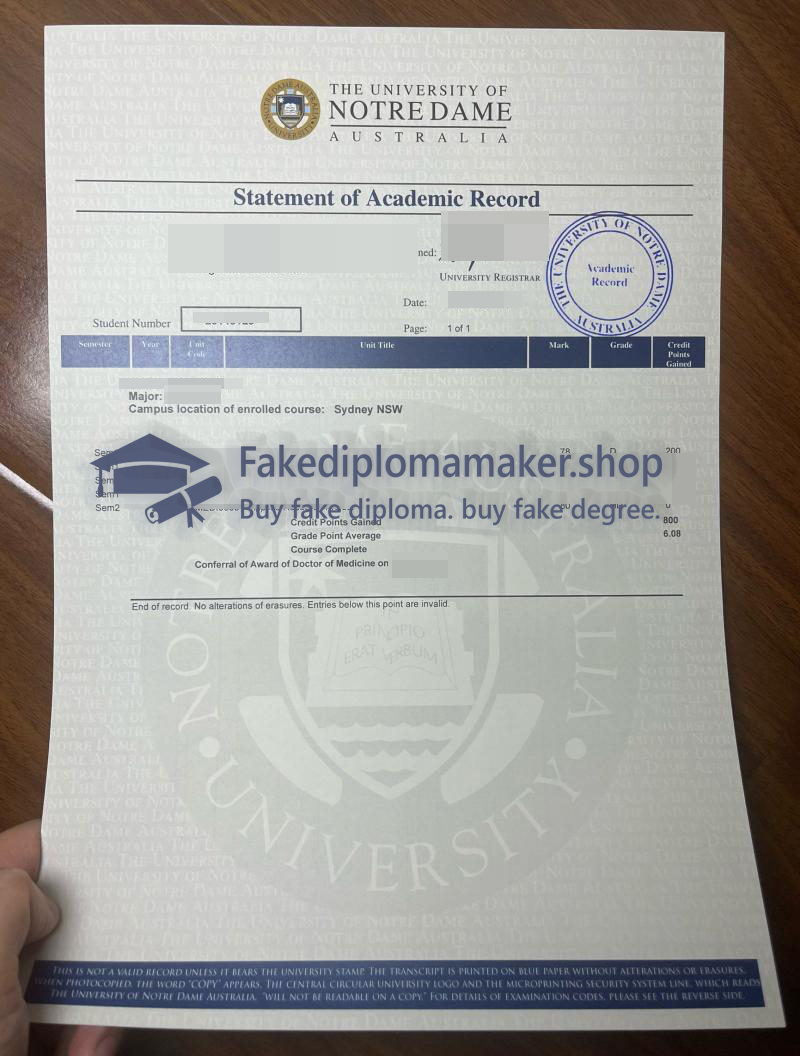 THE UNIVERSITY OF
NOTRE DAME
AUSTRALIA
Statement of Academic Record
ned:
UNIVERSITY REGISTRAR
THE UNIVERSITY OF NOTRE DAME
AUSTRALIA
Academic
Record
Date:
Student Number
Page: 1 of 1
Semester Year Unit Code Unit Title Mark Grade Credit Points Gained
Major:
Campus location of enrolled course: Sydney NSW
78 D 200
Fakediplomamaker.shop
Sem1
Buy fake diploma. buy fake degree.
Sem2
Credit Points Gained 800
Grade Point Average 6.08
Course Complete
Conferral of Award of Doctor of Medicine on
End of record. No alterations of erasures. Entries below this point are invalid.
IN
PRINCIPIO
ERAT VERBUM
NOTRE DAME AUSTRALIA
UNIVERSITY
THIS IS NOT A VALID RECORD UNLESS IT BEARS THE UNIVERSITY STAMP. THE TRANSCRIPT IS PRINTED ON BLUE PAPER WITHOUT ALTERATIONS OR ERASURES.
WHEN PHOTOCOPIED, THE WORD "COPY" APPEARS. THE CENTRAL CIRCULAR UNIVERSITY LOGO AND THE MICROPRINTING SECURITY SYSTEM LINE, WHICH READS
THE UNIVERSITY OF NOTRE DAME AUSTRALIA, "WILL NOT BE READABLE ON A COPY." FOR DETAILS OF EXAMINATION CODES, PLEASE SEE THE REVERSE SIDE.